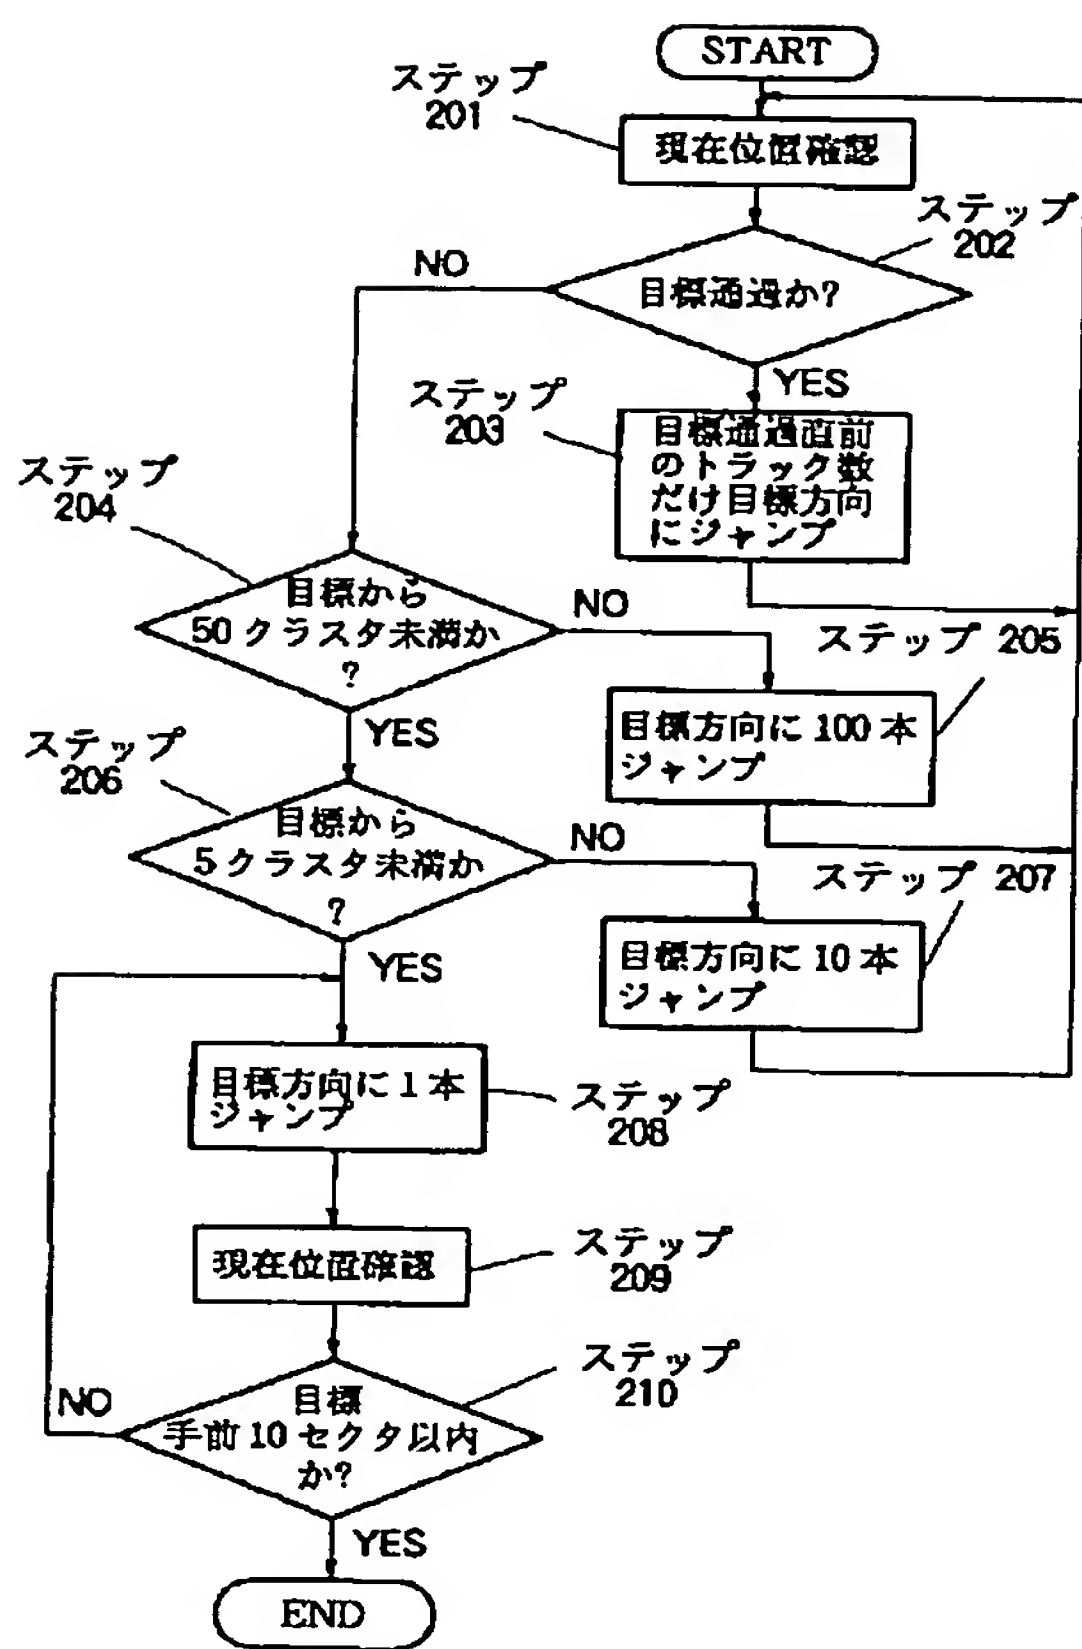 START
ステップ
201
現在位置確認
ステップ
202
NO
目標通過か?
YES
ステップ
203
目標通過直前
のトラック数
だけ目標方向
にジャンプ
ステップ
204
目標から
50 クラスタ未満か
?
NO
ステップ 205
目標方向に 100 本
ジャンプ
YES
ステップ
206
目標から
5 クラスタ未満か
?
NO
ステップ 207
目標方向に 10 本
ジャンプ
YES
目標方向に 1 本
ジャンプ
ステップ
208
現在位置確認
ステップ
209
ステップ
210
目標
手前 10 セクタ以内
か?
NO
YES
END